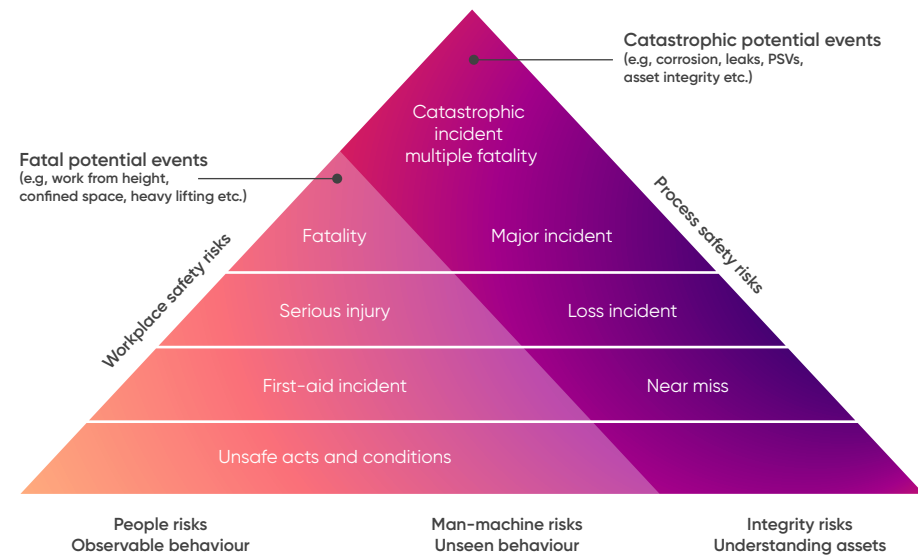 Catastrophic potential events
(e.g, corrosion, leaks, PSVs,
asset integrity etc.)
Catastrophic
incident
multiple fatality
Fatal potential events
(e.g, work from height,
confined space, heavy lifting etc.)
Workplace safety risks
Process safety risks
Fatality
Major incident
Serious injury
Loss incident
First-aid incident
Near miss
Unsafe acts and conditions
People risks
Observable behaviour
Man-machine risks
Unseen behaviour
Integrity risks
Understanding assets